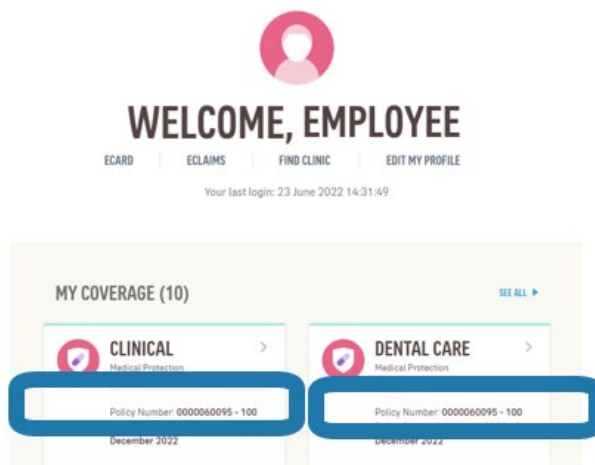 WELCOME, EMPLOYEE
ECARD ECLAIMS FIND CLINIC EDIT MY PROFILE
Your last login: 23 June 2022 14:31:49
MY COVERAGE (10)
SEE ALL
CLINICAL
Medical Protection
Policy Number: 0000060095 - 100
December 2022
DENTAL CARE
Medical Protection
Policy Number: 0000060095 - 100
December 2022